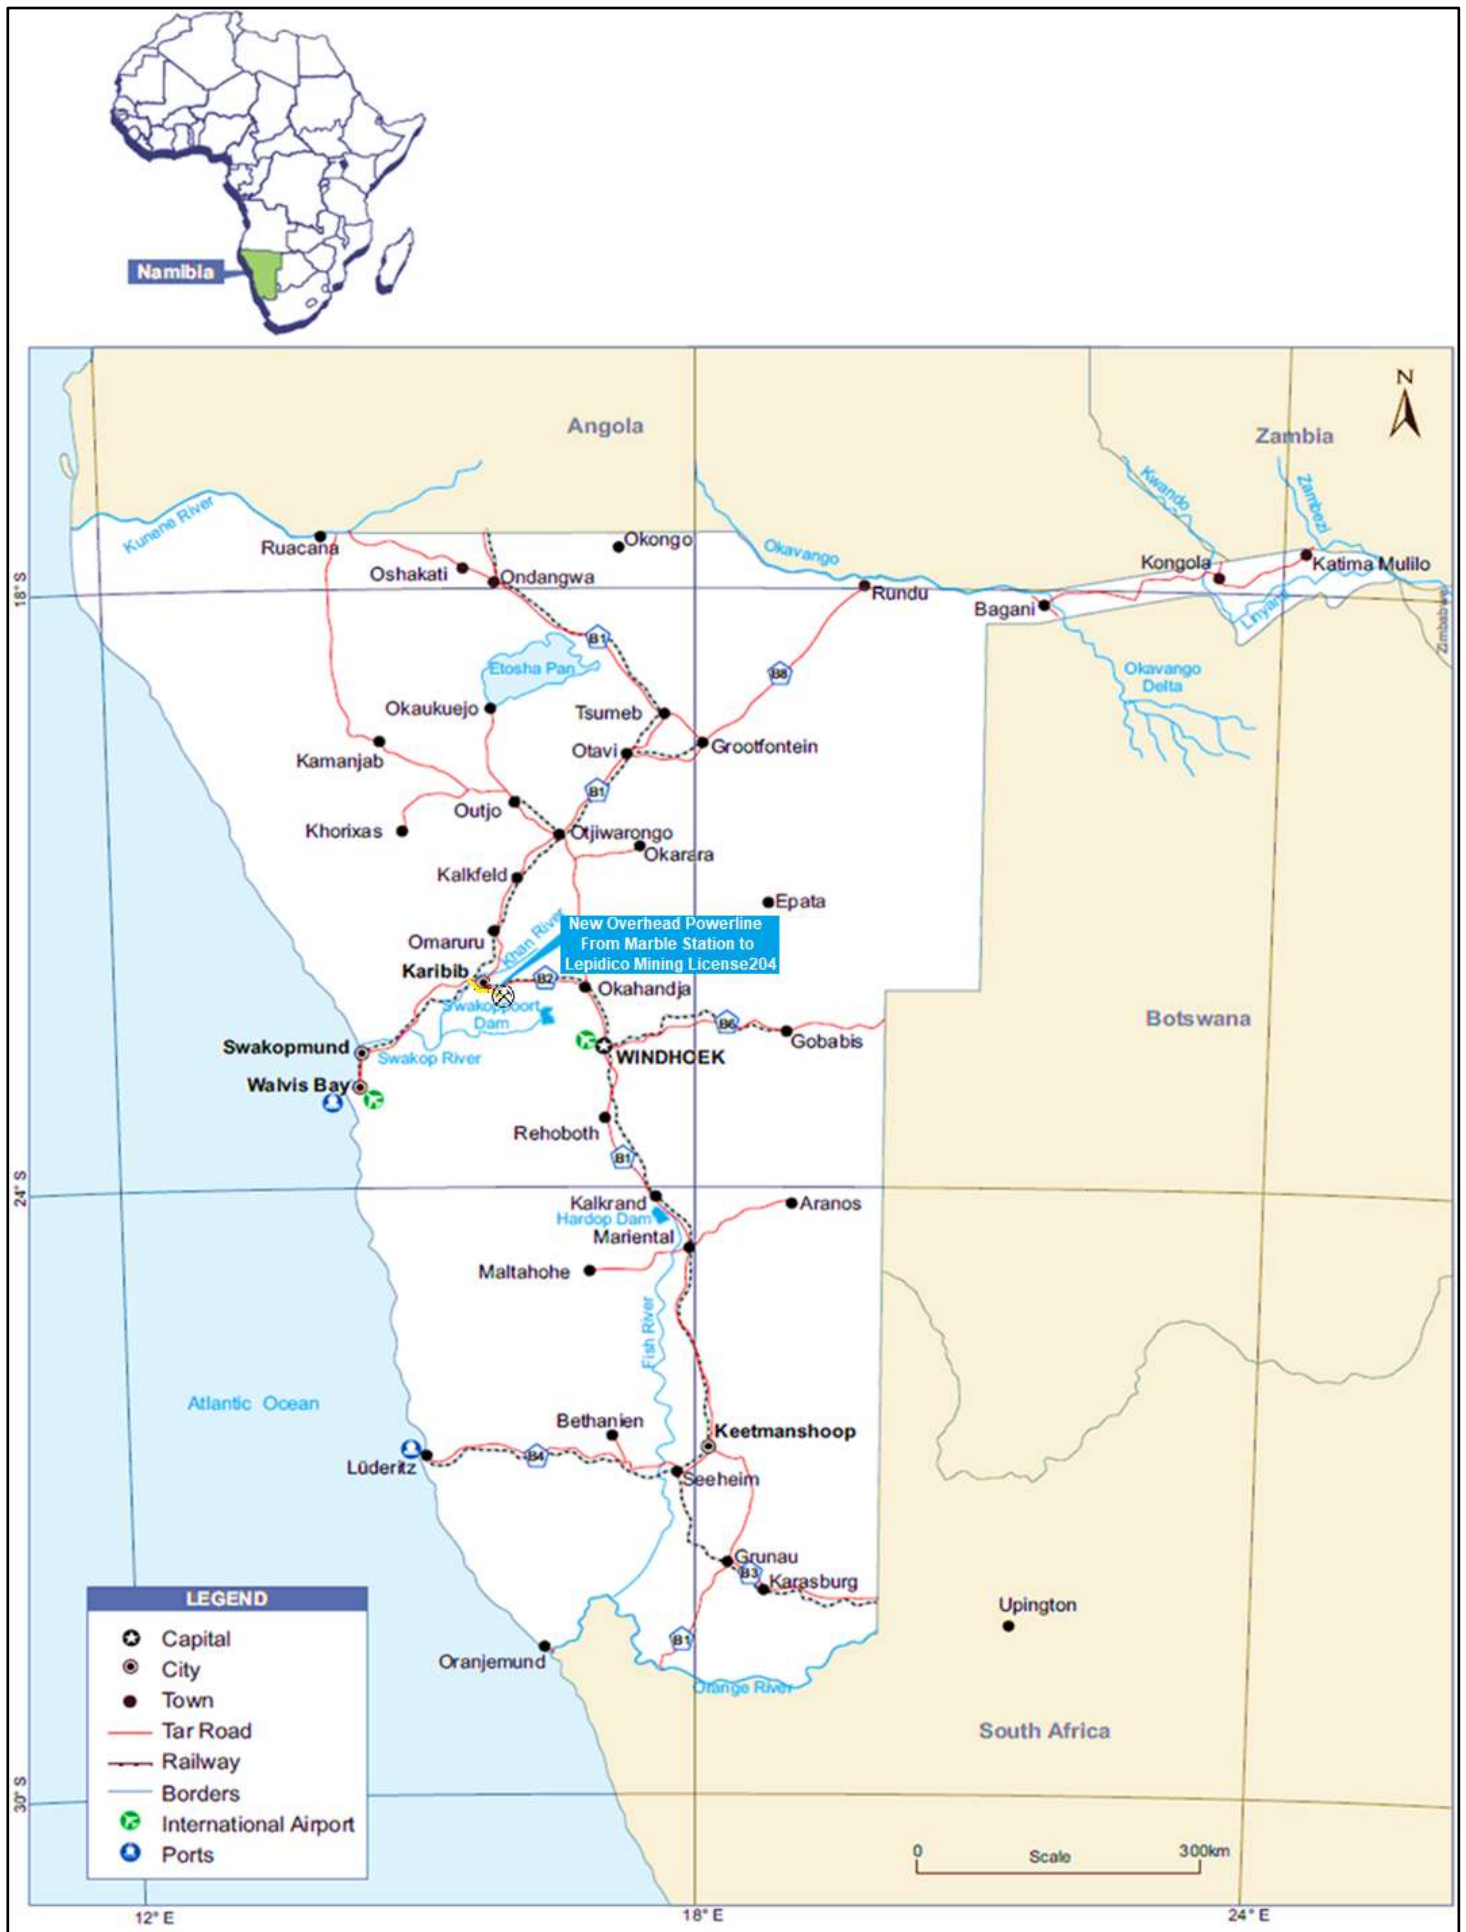 Namibia
N
Angola
Zambia
Kwando
Zambezi
Kunene River
Ruacana
Okongo
Okavango
Oshakati
Ondangwa
Kongola
Katima Mulilo
18° S
Rundu
Bagani
Linyane
Zimbabwe
B1
Etosha Pan
B8
Okavango
Delta
Okaukuejo
Tsumeb
Kamanjab
Otavi
Grootfontein
B1
Outjo
Khorixas
Otjiwarongo
Okarara
Kalkfeld
Epata
Khan River
New Overhead Powerline
From Marble Station to
Lepidico Mining License204
Omaruru
Karibib
B2
Okahandja
Swakoppoort
Dam
B6
Gobabis
Botswana
Swakopmund
Swakop River
WINDHOEK
Walvis Bay
Rehoboth
B1
24° S
Kalkrand
Aranos
Hardop Dam
Mariental
Maltahohe
Fish River
Atlantic Ocean
Bethanien
Keetmanshoop
B4
Lüderitz
Seeheim
Grunau
B3
Karasburg
Upington
B1
Oranjemund
Orange River
South Africa
LEGEND
Capital
City
Town
Tar Road
Railway
Borders
International Airport
Ports
30° S
0
Scale
300km
12° E
18° E
24° E